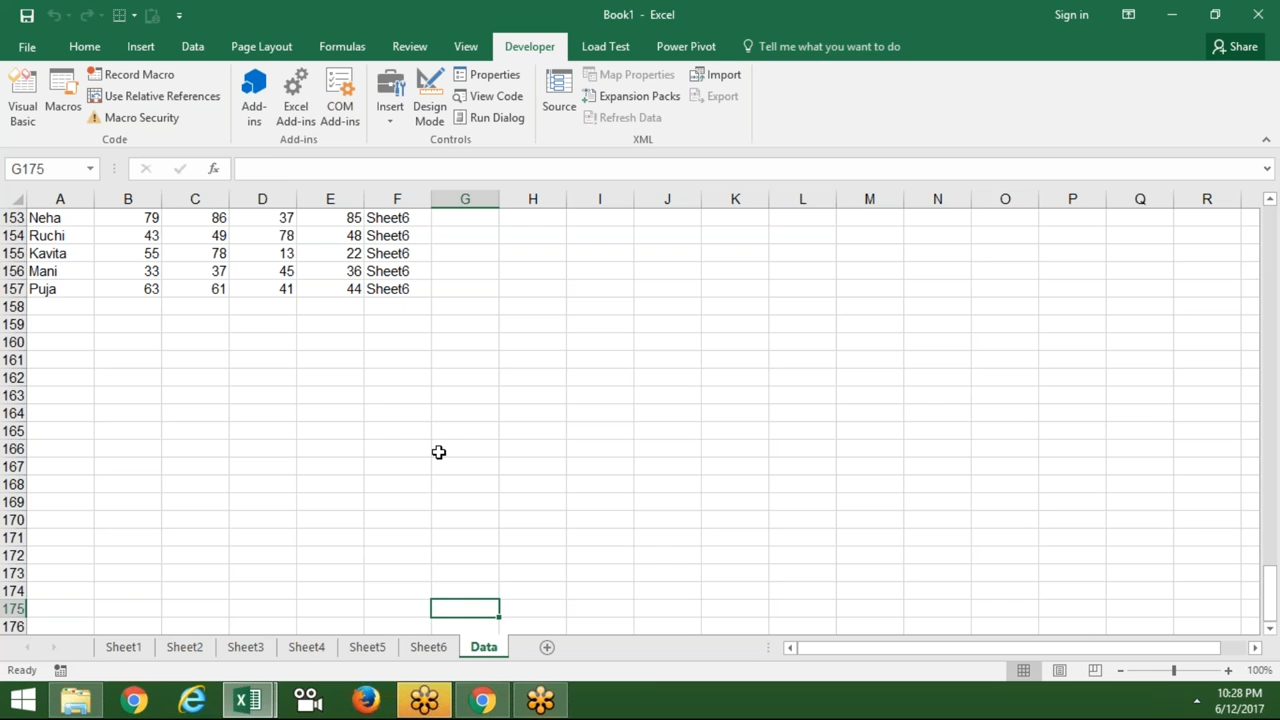 Book1 - Excel
Sign in
File Home Insert Data Page Layout Formulas Review View Developer Load Test Power Pivot Tell me what you want to do Share
Visual Basic
Macros
Record Macro
Use Relative References
Macro Security
Code
Add-ins
Excel Add-ins
COM Add-ins
Add-ins
Insert
Design Mode
Properties
View Code
Run Dialog
Controls
Source
Map Properties
Expansion Packs
Refresh Data
Import
Export
XML
G175 fx
A B C D E F G H I J K L M N O P Q R
153 Neha 79 86 37 85 Sheet6
154 Ruchi 43 49 78 48 Sheet6
155 Kavita 55 78 13 22 Sheet6
156 Mani 33 37 45 36 Sheet6
157 Puja 63 61 41 44 Sheet6
158
159
160
161
162
163
164
165
166
167
168
169
170
171
172
173
174
175
176
Sheet1 Sheet2 Sheet3 Sheet4 Sheet5 Sheet6 Data
Ready 100%
10:28 PM
6/12/2017